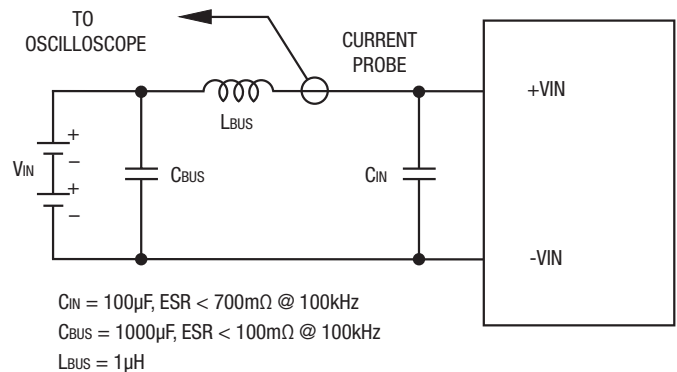 TO
OSCILLOSCOPE
CURRENT
PROBE
LBUS
+VIN
VIN
+
−
+
−
CBUS
CIN
-VIN
CIN = 100µF, ESR < 700mΩ @ 100kHz
CBUS = 1000µF, ESR < 100mΩ @ 100kHz
LBUS = 1µH